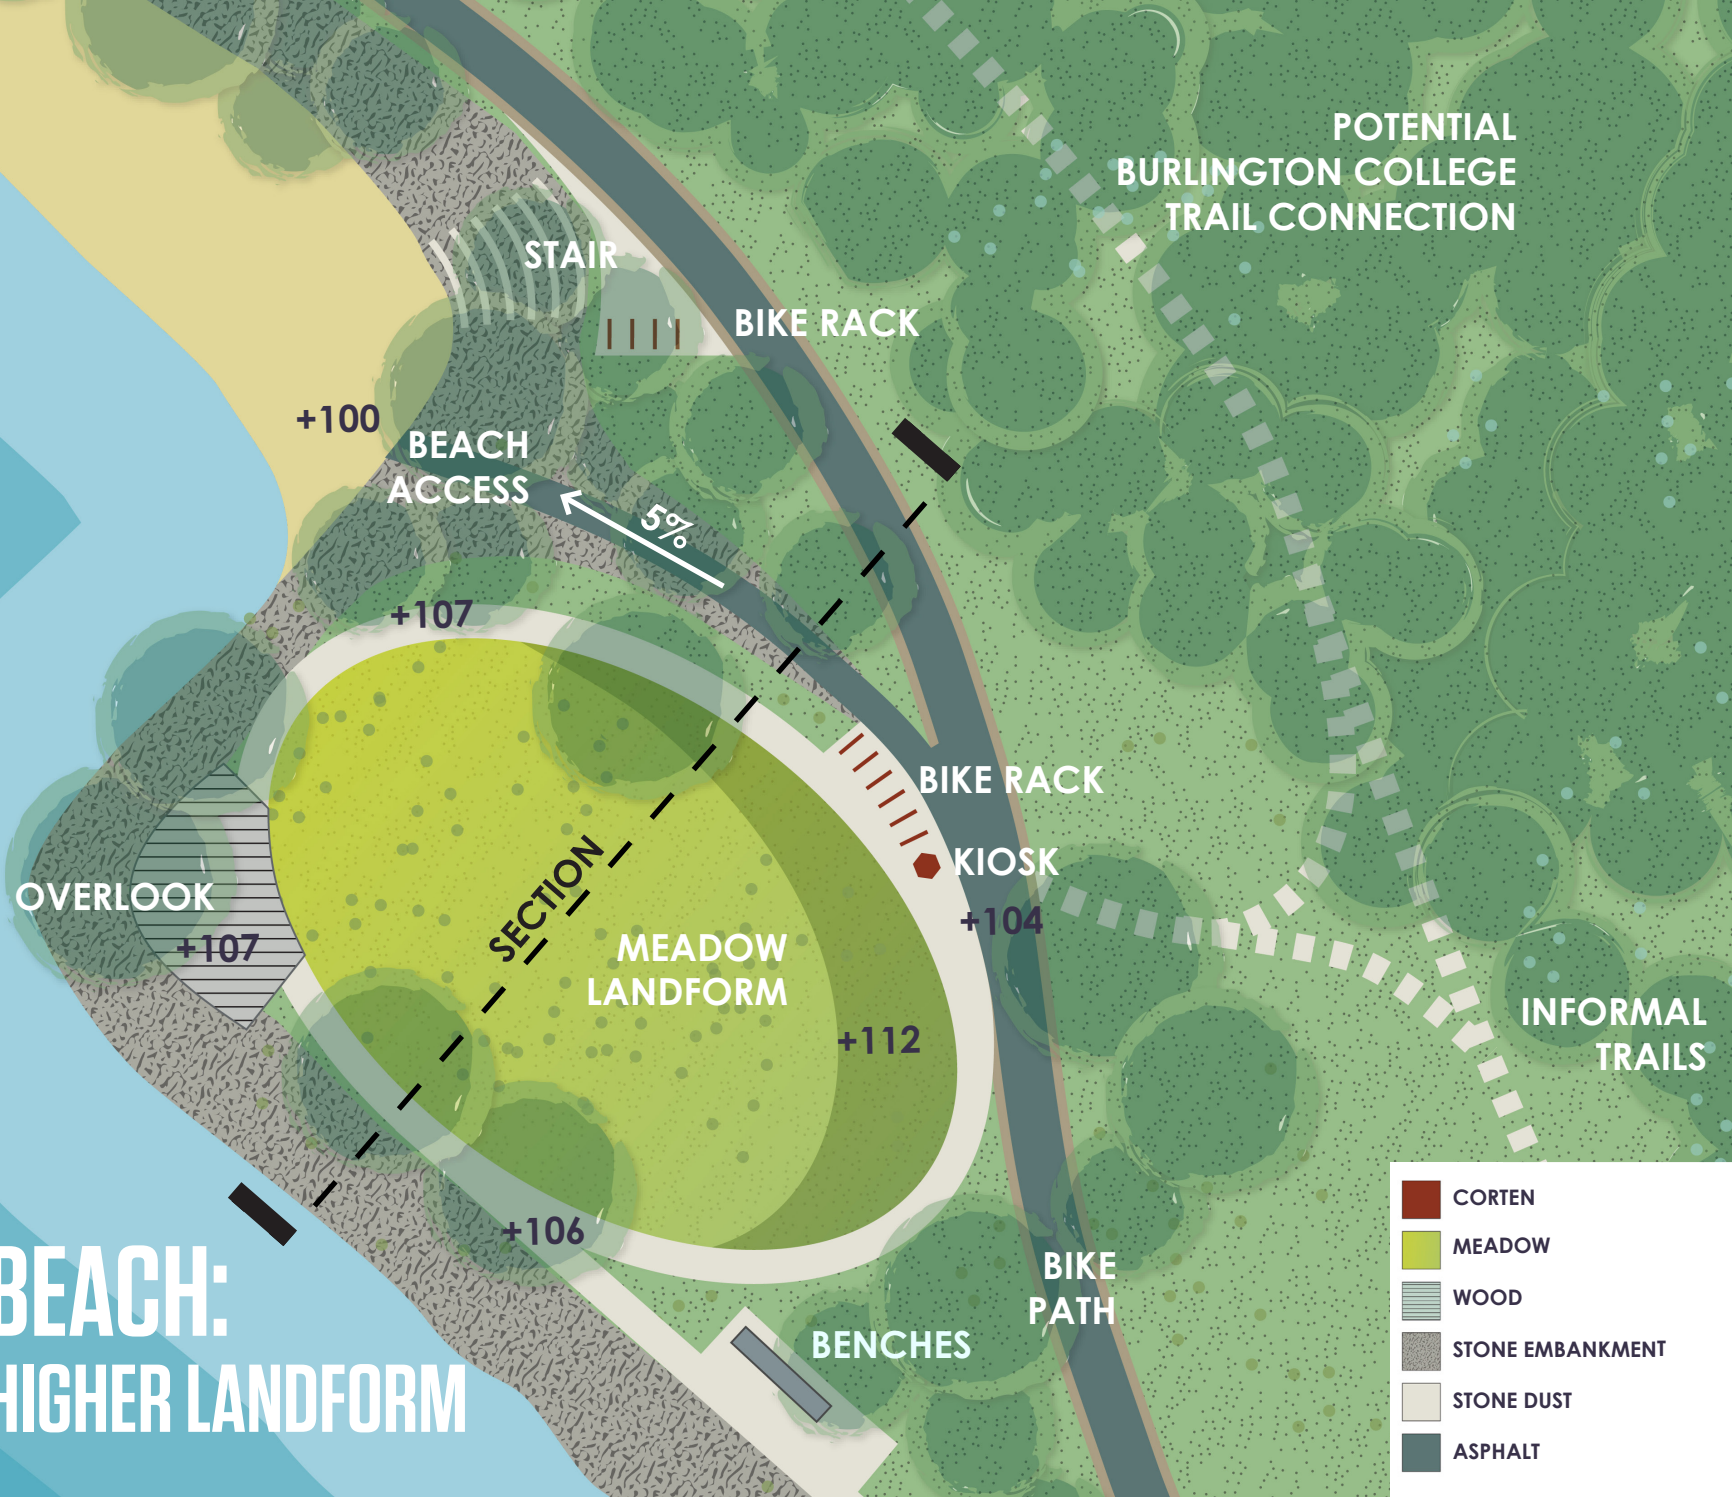 POTENTIAL
BURLINGTON COLLEGE
TRAIL CONNECTION
STAIR
BIKE RACK
+100
BEACH
ACCESS
5%
+107
BIKE RACK
KIOSK
OVERLOOK
+107
SECTION
+104
MEADOW
LANDFORM
+112
INFORMAL
TRAILS
+106
BIKE
PATH
BENCHES
BEACH:
HIGHER LANDFORM
CORTEN
MEADOW
WOOD
STONE EMBANKMENT
STONE DUST
ASPHALT